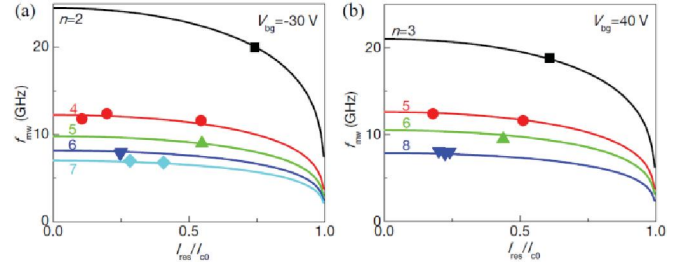 (a)
n=2
V_bg=-30 V
20
4
10
5
6
7
0
f_mw (GHz)
0.0
0.5
1.0
I_res/I_c0
(b)
n=3
V_bg=40 V
20
5
10
6
8
0
f_mw (GHz)
0.0
0.5
1.0
I_res/I_c0